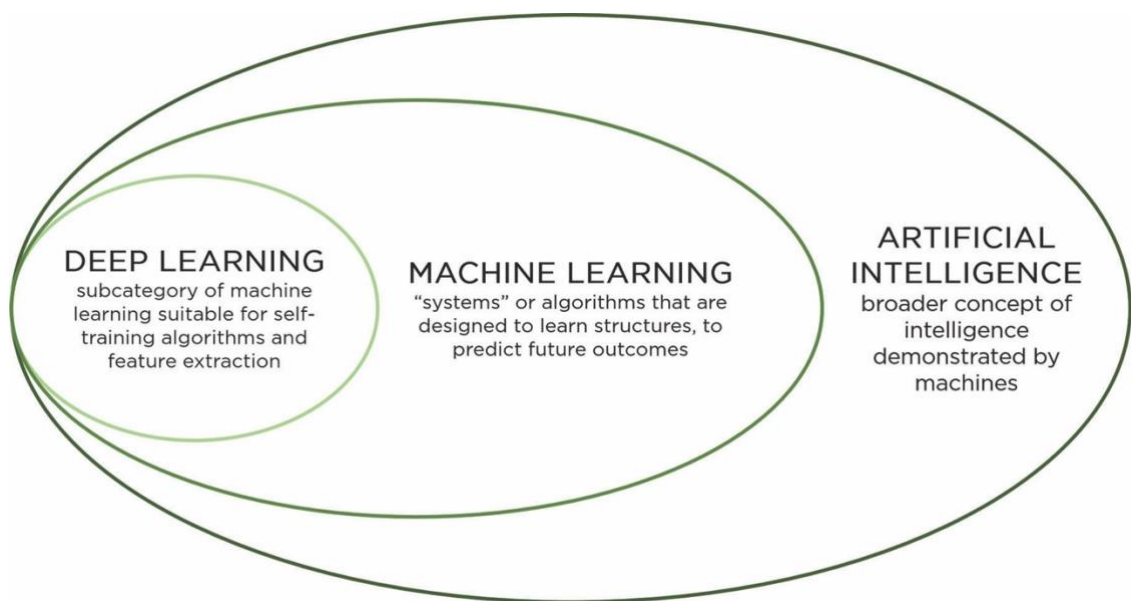 DEEP LEARNING
subcategory of machine
learning suitable for self-
training algorithms and
feature extraction
MACHINE LEARNING
“systems” or algorithms that are
designed to learn structures, to
predict future outcomes
ARTIFICIAL
INTELLIGENCE
broader concept of
intelligence
demonstrated by
machines